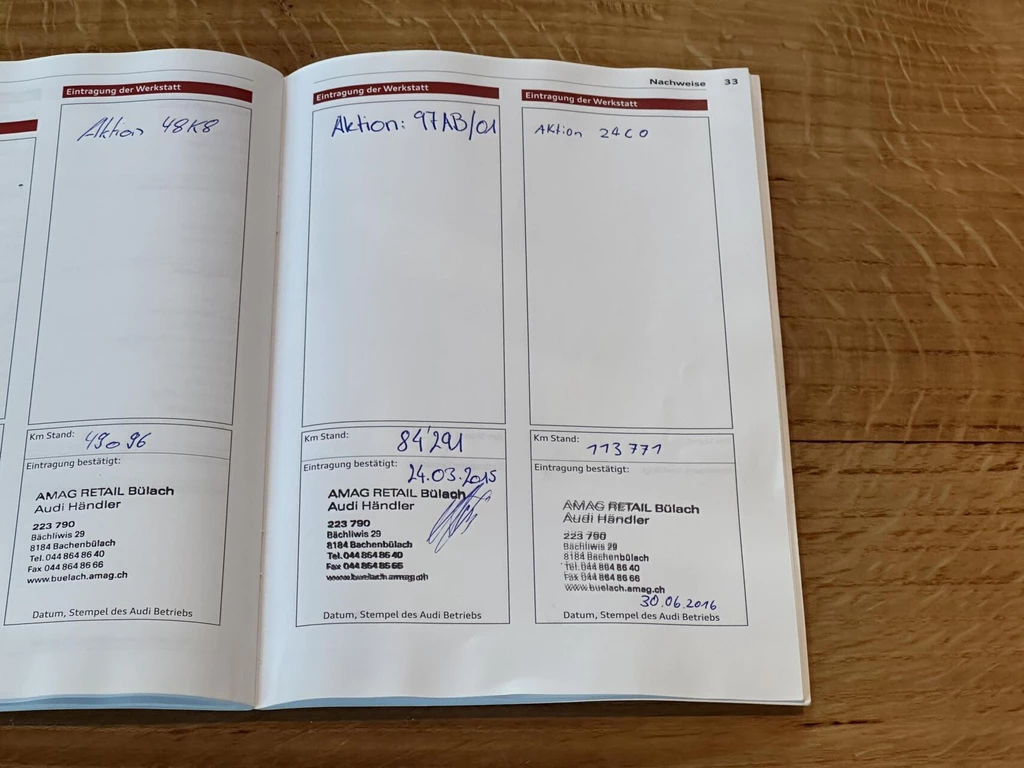 Nachweise 33
Eintragung der Werkstatt
Aktion 48K8
Km Stand: 49096
Eintragung bestätigt:
AMAG RETAIL Bülach
Audi Händler
223 790
Bächliwis 29
8184 Bachenbülach
Tel. 044 864 86 40
Fax 044 864 86 66
www.buelach.amag.ch
Datum, Stempel des Audi Betriebs
Eintragung der Werkstatt
Aktion: 97AB/01
Km Stand: 84'291
Eintragung bestätigt:
24.03.2015
AMAG RETAIL Bülach
Audi Händler
223 790
Bächliwis 29
8184 Bachenbülach
Tel. 044 864 86 40
Fax 044 864 86 66
www.buelach.amag.ch
Datum, Stempel des Audi Betriebs
Eintragung der Werkstatt
Aktion 24C0
Km Stand: 113771
Eintragung bestätigt:
AMAG RETAIL Bülach
Audi Händler
223 790
Bächliwis 29
8184 Bachenbülach
Tel. 044 864 86 40
Fax 044 864 86 66
www.buelach.amag.ch
30.06.2016
Datum, Stempel des Audi Betriebs